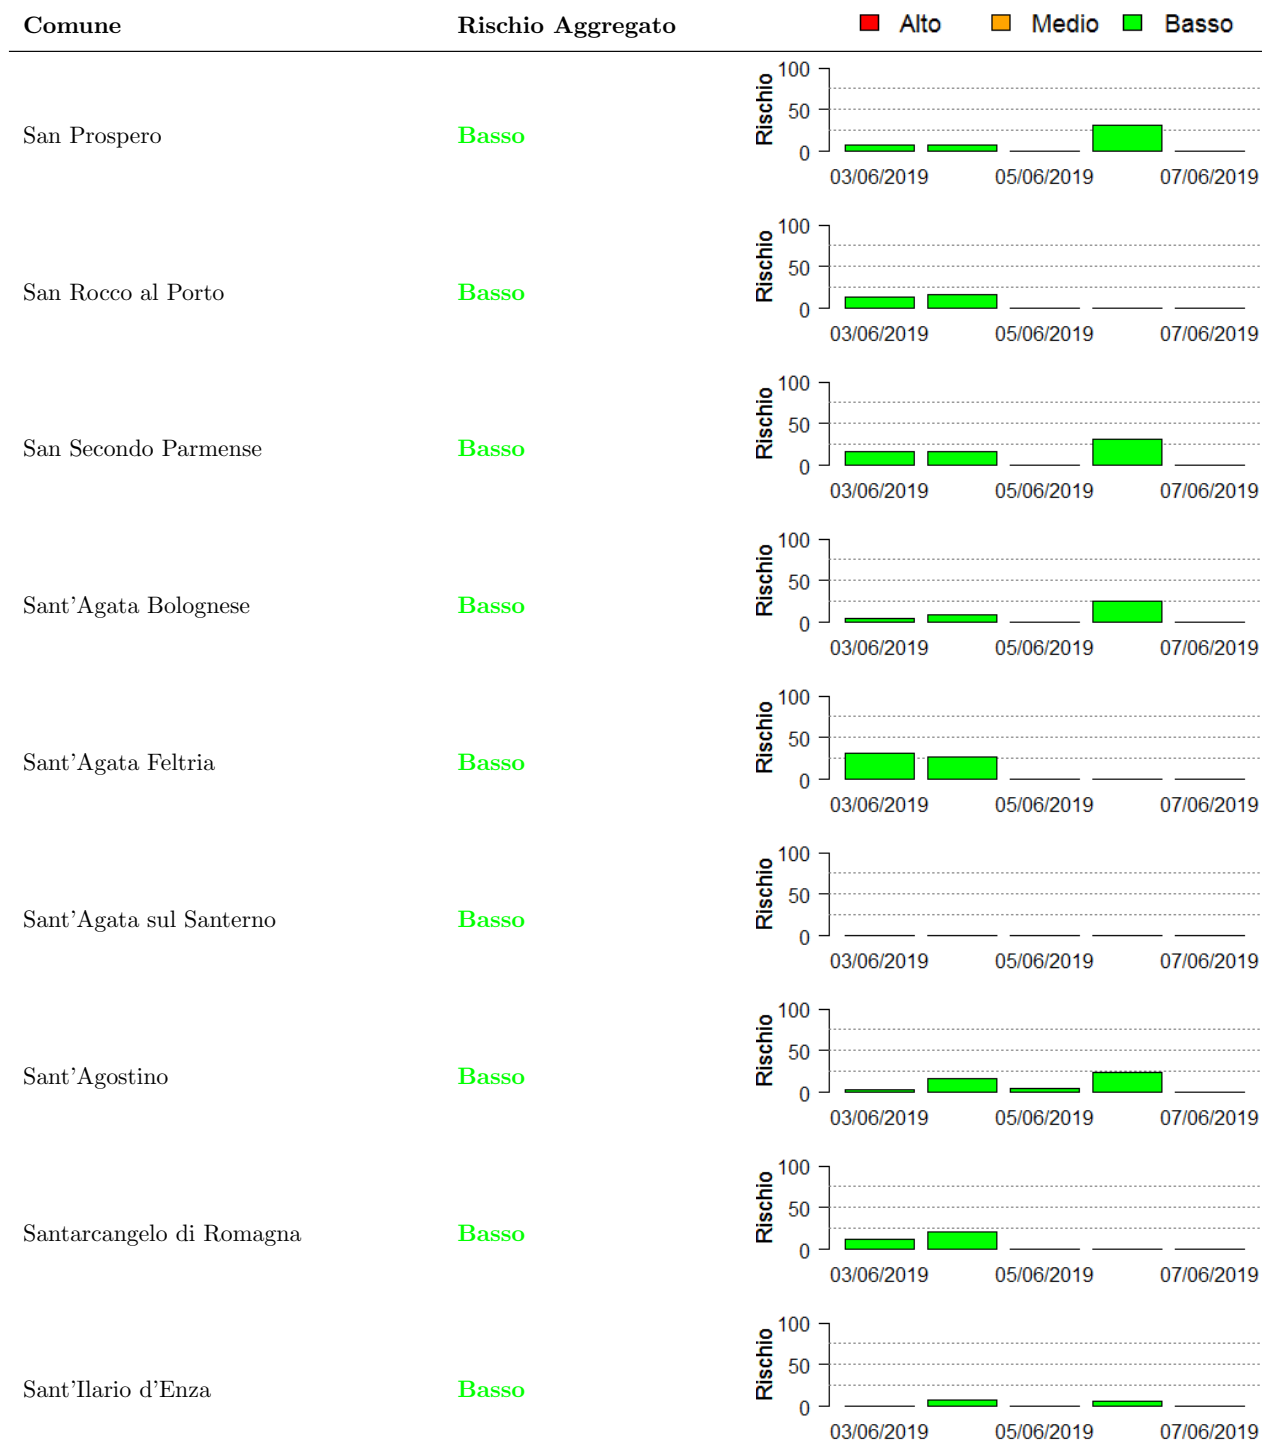 Comune Rischio Aggregato Alto Medio Basso
San Prospero Basso
Rischio
100
50
0
03/06/2019 05/06/2019 07/06/2019
San Rocco al Porto Basso
Rischio
100
50
0
03/06/2019 05/06/2019 07/06/2019
San Secondo Parmense Basso
Rischio
100
50
0
03/06/2019 05/06/2019 07/06/2019
Sant'Agata Bolognese Basso
Rischio
100
50
0
03/06/2019 05/06/2019 07/06/2019
Sant'Agata Feltria Basso
Rischio
100
50
0
03/06/2019 05/06/2019 07/06/2019
Sant'Agata sul Santerno Basso
Rischio
100
50
0
03/06/2019 05/06/2019 07/06/2019
Sant'Agostino Basso
Rischio
100
50
0
03/06/2019 05/06/2019 07/06/2019
Santarcangelo di Romagna Basso
Rischio
100
50
0
03/06/2019 05/06/2019 07/06/2019
Sant'Ilario d'Enza Basso
Rischio
100
50
0
03/06/2019 05/06/2019 07/06/2019